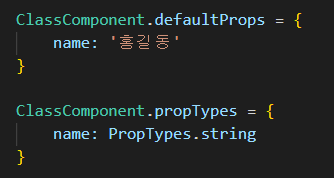 ClassComponent.defaultProps = {
    name: '홍길동'
}
ClassComponent.propTypes = {
    name: PropTypes.string
}